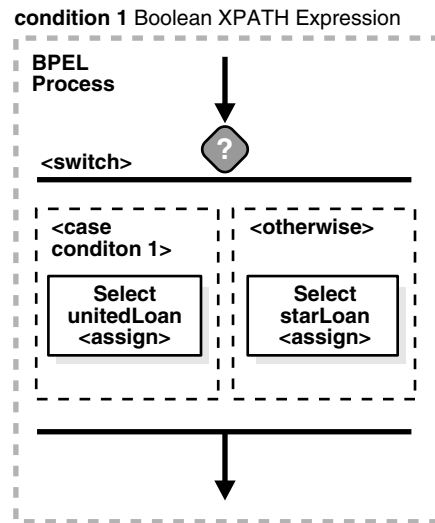 condition 1 Boolean XPATH Expression
BPEL
Process
?
<switch>
<case
conditon 1>
Select
unitedLoan
<assign>
<otherwise>
Select
starLoan
<assign>